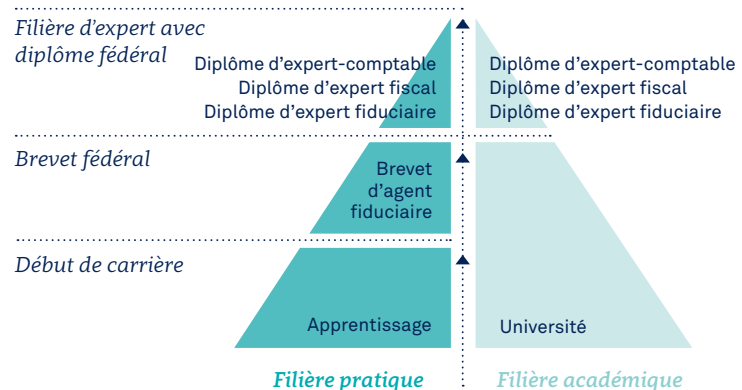 Filière d'expert avec
diplôme fédéral
Diplôme d'expert-comptable
Diplôme d'expert fiscal
Diplôme d'expert fiduciaire
Diplôme d'expert-comptable
Diplôme d'expert fiscal
Diplôme d'expert fiduciaire
Brevet fédéral
Brevet
d'agent
fiduciaire
Début de carrière
Apprentissage
Université
Filière pratique
Filière académique